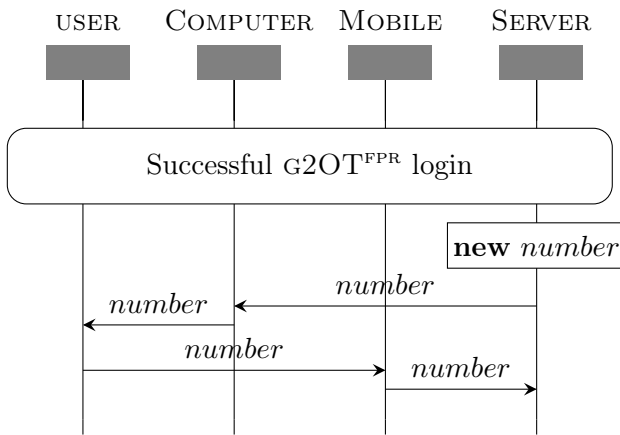 USER COMPUTER MOBILE SERVER
Successful G2OT^FPR login
new number
number
number
number
number